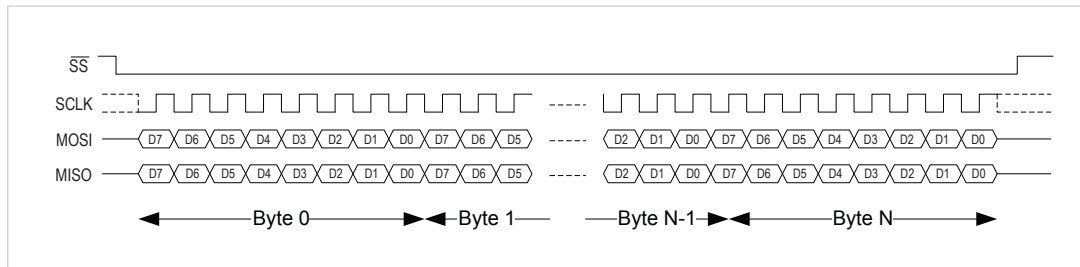 SS
SCLK
MOSI D7 D6 D5 D4 D3 D2 D1 D0 D7 D6 D5 D2 D1 D0 D7 D6 D5 D4 D3 D2 D1 D0
MISO D7 D6 D5 D4 D3 D2 D1 D0 D7 D6 D5 D2 D1 D0 D7 D6 D5 D4 D3 D2 D1 D0
Byte 0 Byte 1 Byte N-1 Byte N